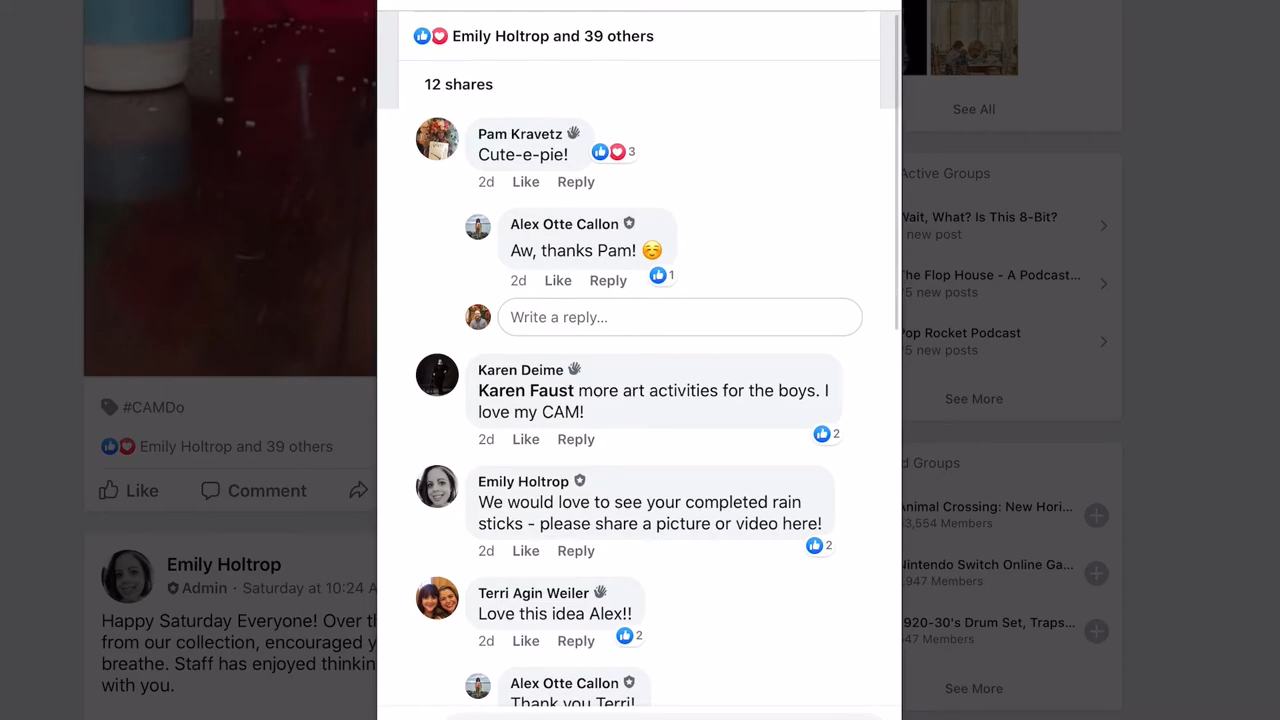 Emily Holtrop and 39 others
12 shares
Pam Kravetz
Cute-e-pie!
3
2d Like Reply
Alex Otte Callon
Aw, thanks Pam! ☺️
2d Like Reply 1
Write a reply...
Karen Deime
Karen Faust more art activities for the boys. I
love my CAM!
2d Like Reply 2
Emily Holtrop
We would love to see your completed rain
sticks - please share a picture or video here!
2d Like Reply 2
Terri Agin Weiler
Love this idea Alex!!
2d Like Reply 2
Alex Otte Callon
Thank you Terri!
#CAMDo
Emily Holtrop and 39 others
Like Comment
Emily Holtrop
Admin · Saturday at 10:24 A
Happy Saturday Everyone! Over th
from our collection, encouraged y
breathe. Staff has enjoyed thinkin
with you.
See All
Active Groups
Wait, What? Is This 8-Bit?
new post
The Flop House - A Podcast...
5 new posts
Pop Rocket Podcast
5 new posts
See More
d Groups
Animal Crossing: New Hori...
3,554 Members
Nintendo Switch Online Ga...
947 Members
920-30's Drum Set, Traps...
47 Members
See More